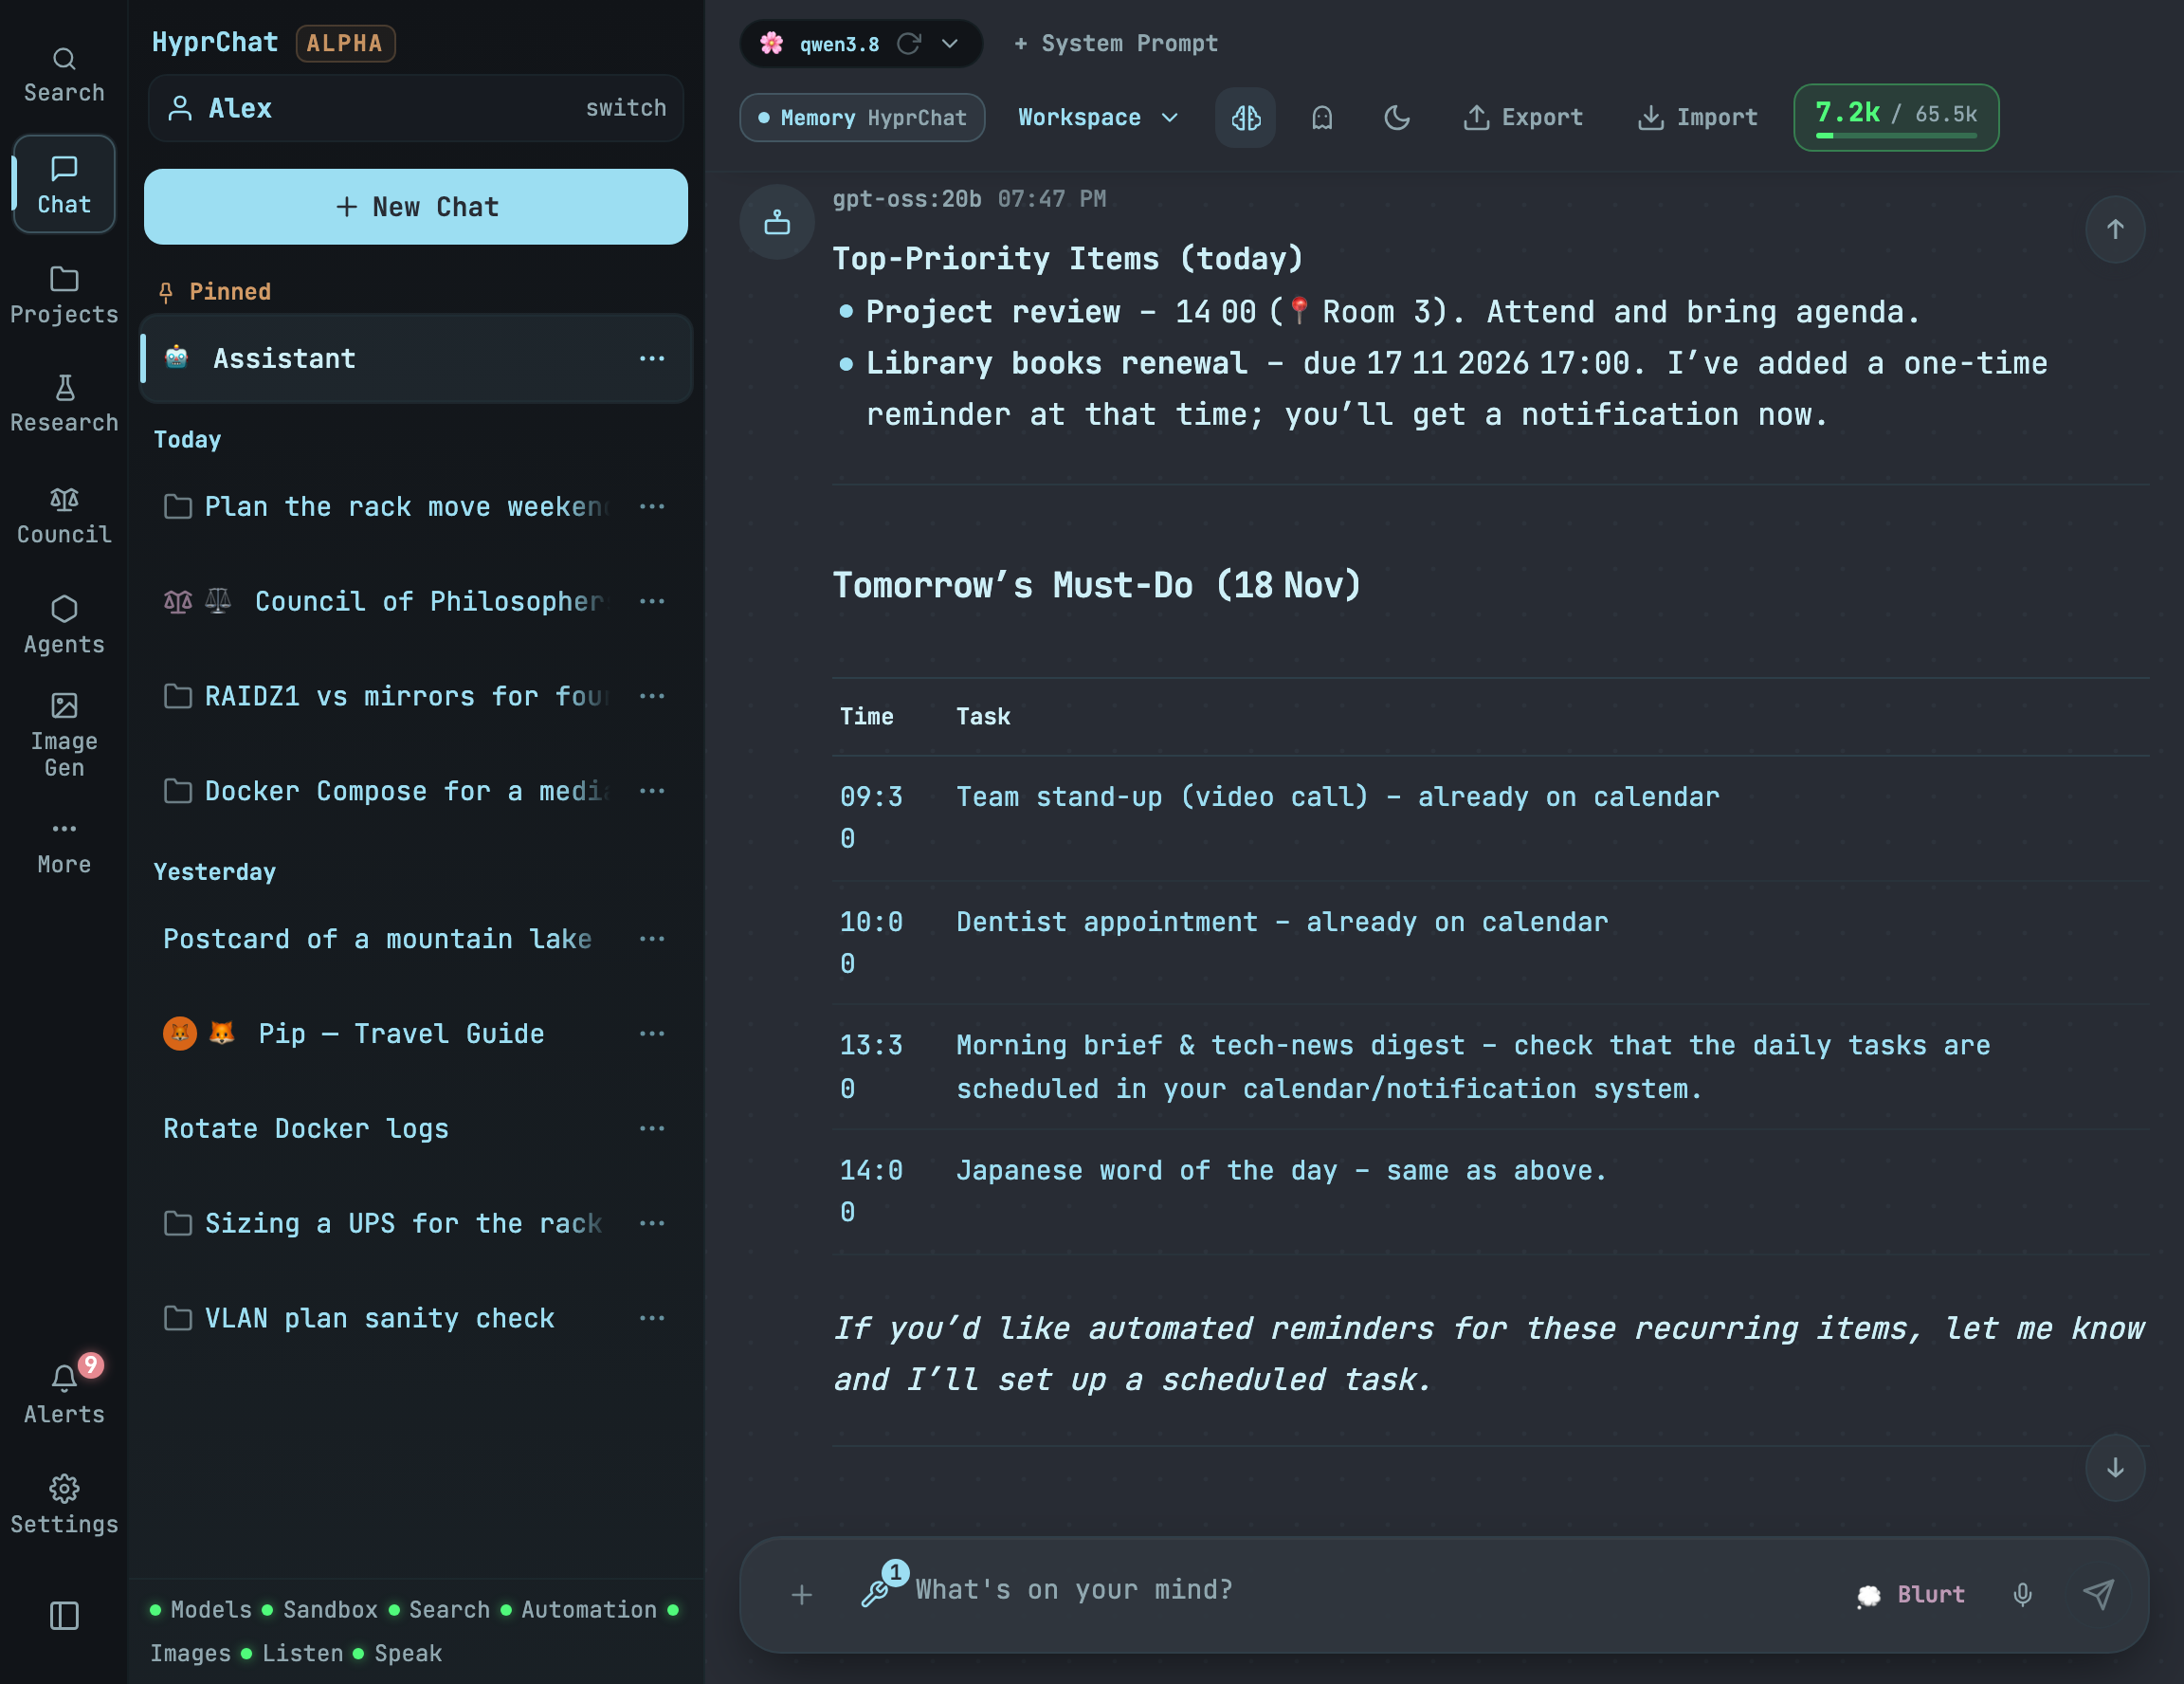 Search
Chat
Projects
Research
Council
Agents
Image
Gen
More
9
Alerts
Settings
HyprChat ALPHA
Alex switch
+ New Chat
Pinned
Assistant
Today
Plan the rack move weekend
Council of Philosophers
RAIDZ1 vs mirrors for four
Docker Compose for a media
Yesterday
Postcard of a mountain lake
Pip – Travel Guide
Rotate Docker logs
Sizing a UPS for the rack
VLAN plan sanity check
Models Sandbox Search Automation
Images Listen Speak
qwen3.8 + System Prompt
Memory HyprChat Workspace Export Import 7.2k / 65.5k
gpt-oss:20b 07:47 PM
Top-Priority Items (today)
Project review – 14 00 (📍 Room 3). Attend and bring agenda.
Library books renewal – due 17 11 2026 17:00. I’ve added a one-time
reminder at that time; you’ll get a notification now.
Tomorrow’s Must-Do (18 Nov)
Time Task
09:3 Team stand-up (video call) – already on calendar
0
10:0 Dentist appointment – already on calendar
0
13:3 Morning brief & tech-news digest – check that the daily tasks are
0 scheduled in your calendar/notification system.
14:0 Japanese word of the day – same as above.
0
If you’d like automated reminders for these recurring items, let me know
and I’ll set up a scheduled task.
1
What's on your mind?
Blurt